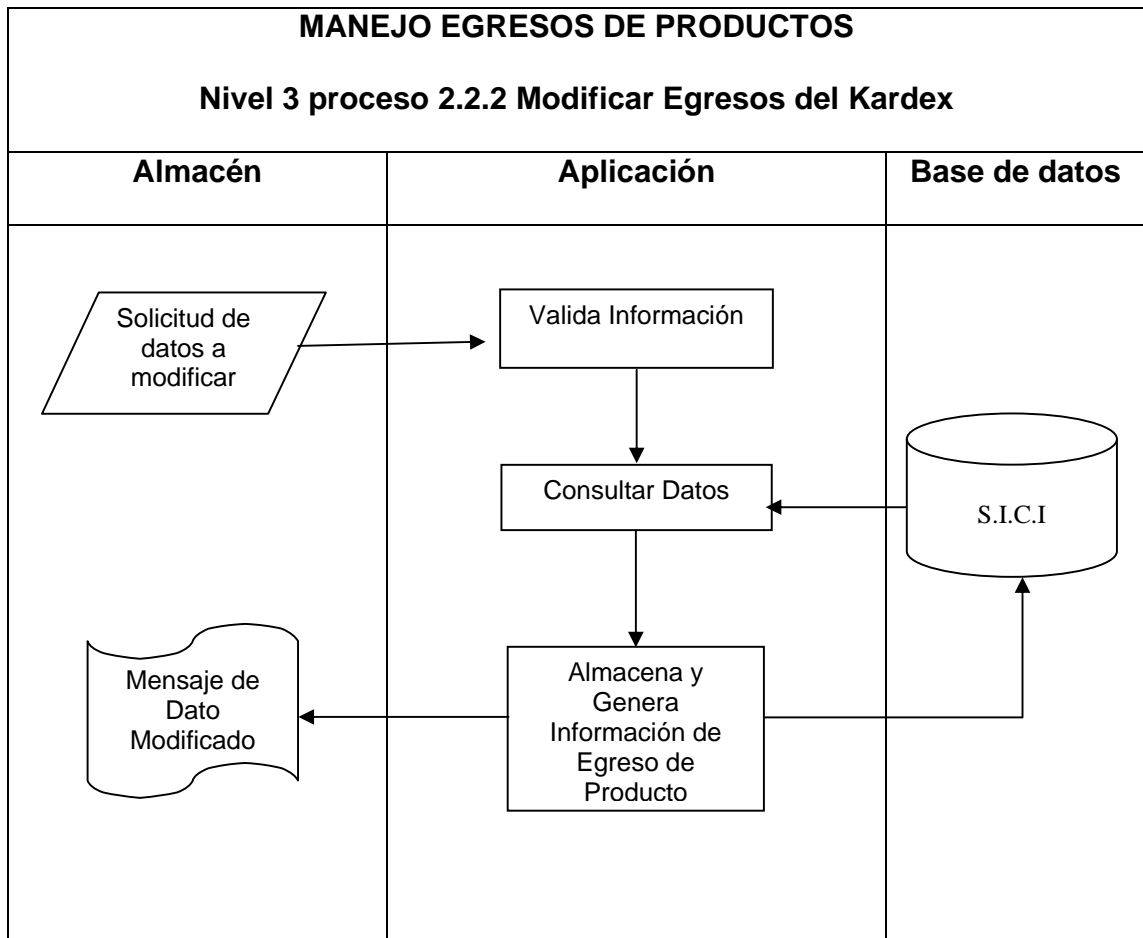 MANEJO EGRESOS DE PRODUCTOS
Nivel 3 proceso 2.2.2 Modificar Egresos del Kardex
Almacén
Aplicación
Base de datos
Solicitud de
datos a
modificar
Valida Información
Consultar Datos
S.I.C.I
Mensaje de
Dato
Modificado
Almacena y
Genera
Información de
Egreso de
Producto